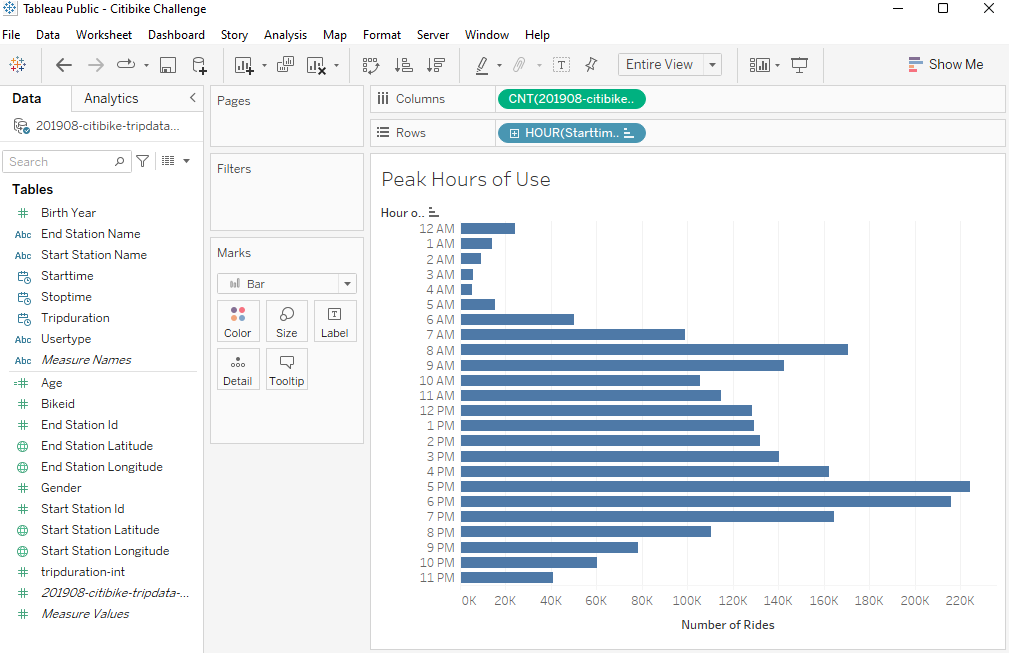 Tableau Public - Citibike Challenge
File Data Worksheet Dashboard Story Analysis Map Format Server Window Help
Entire View
Show Me
Data Analytics
201908-citibike-tripdata...
Search
Tables
# Birth Year
Abc End Station Name
Abc Start Station Name
Starttime
Stoptime
Tripduration
Abc Usertype
Abc Measure Names
=# Age
# Bikeid
# End Station Id
End Station Latitude
End Station Longitude
# Gender
# Start Station Id
Start Station Latitude
Start Station Longitude
# tripduration-int
# 201908-citibike-tripdata-...
# Measure Values
Pages
Filters
Marks
Bar
Color Size Label
Detail Tooltip
Columns CNT(201908-citibike..
Rows HOUR(Starttim..
Peak Hours of Use
Hour o..
12 AM
1 AM
2 AM
3 AM
4 AM
5 AM
6 AM
7 AM
8 AM
9 AM
10 AM
11 AM
12 PM
1 PM
2 PM
3 PM
4 PM
5 PM
6 PM
7 PM
8 PM
9 PM
10 PM
11 PM
0K 20K 40K 60K 80K 100K 120K 140K 160K 180K 200K 220K
Number of Rides